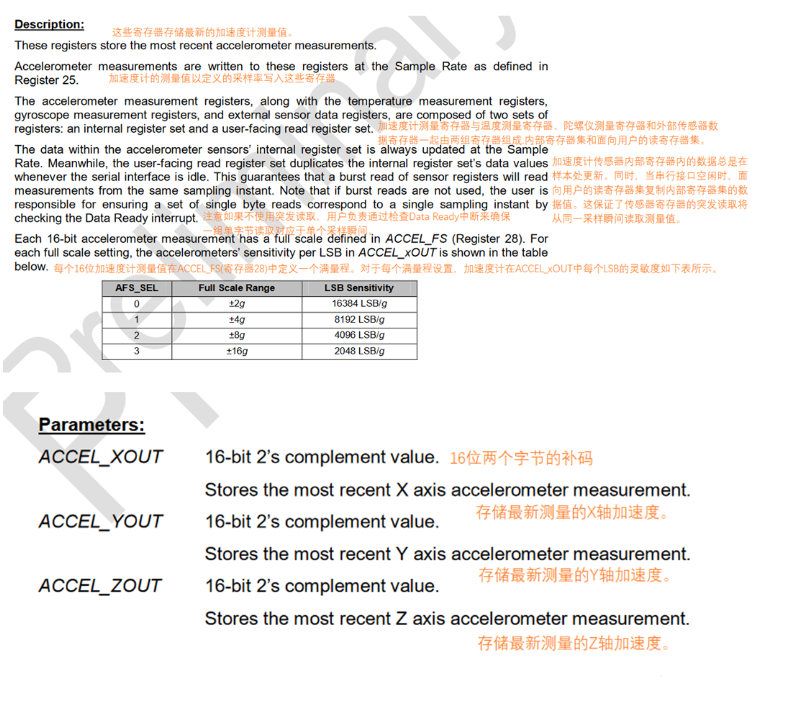 Description:
这些寄存器存储最新的加速度计测量值。
These registers store the most recent accelerometer measurements.
Accelerometer measurements are written to these registers at the Sample Rate as defined in
Register 25.
加速度计的测量值以定义的采样率写入这些寄存器
The accelerometer measurement registers, along with the temperature measurement registers,
gyroscope measurement registers, and external sensor data registers, are composed of two sets of
registers: an internal register set and a user-facing read register set.
加速度计测量寄存器与温度测量寄存器、陀螺仪测量寄存器和外部传感器数
据寄存器一起由两组寄存器组成:内部寄存器集和面向用户的读寄存器集。
The data within the accelerometer sensors' internal register set is always updated at the Sample
Rate. Meanwhile, the user-facing read register set duplicates the internal register set's data values
whenever the serial interface is idle. This guarantees that a burst read of sensor registers will read
measurements from the same sampling instant. Note that if burst reads are not used, the user is
responsible for ensuring a set of single byte reads correspond to a single sampling instant by
checking the Data Ready interrupt.
加速度计传感器内部寄存器内的数据总是在
样本处更新。同时，当串行接口空闲时，面
向用户的读寄存器集复制内部寄存器集的数
据值。这保证了传感器寄存器的突发读取将
从同一采样瞬间读取测量值。
注意如果不使用突发读取，用户负责通过检查Data Ready中断来确保
一组单字节读取对应于单个采样瞬间。
Each 16-bit accelerometer measurement has a full scale defined in ACCEL_FS (Register 28). For
each full scale setting, the accelerometers' sensitivity per LSB in ACCEL_xOUT is shown in the table
below.
每个16位加速度计测量值在ACCEL_FS(寄存器28)中定义一个满量程。对于每个满量程设置，加速度计在ACCEL_xOUT中每个LSB的灵敏度如下表所示。
AFS_SEL Full Scale Range LSB Sensitivity
0 ±2g 16384 LSB/g
1 ±4g 8192 LSB/g
2 ±8g 4096 LSB/g
3 ±16g 2048 LSB/g
Preliminary
Parameters:
ACCEL_XOUT 16-bit 2's complement value. 16位两个字节的补码
Stores the most recent X axis accelerometer measurement.
存储最新测量的X轴加速度。
ACCEL_YOUT 16-bit 2's complement value.
Stores the most recent Y axis accelerometer measurement.
存储最新测量的Y轴加速度。
ACCEL_ZOUT 16-bit 2's complement value.
Stores the most recent Z axis accelerometer measurement.
存储最新测量的Z轴加速度。